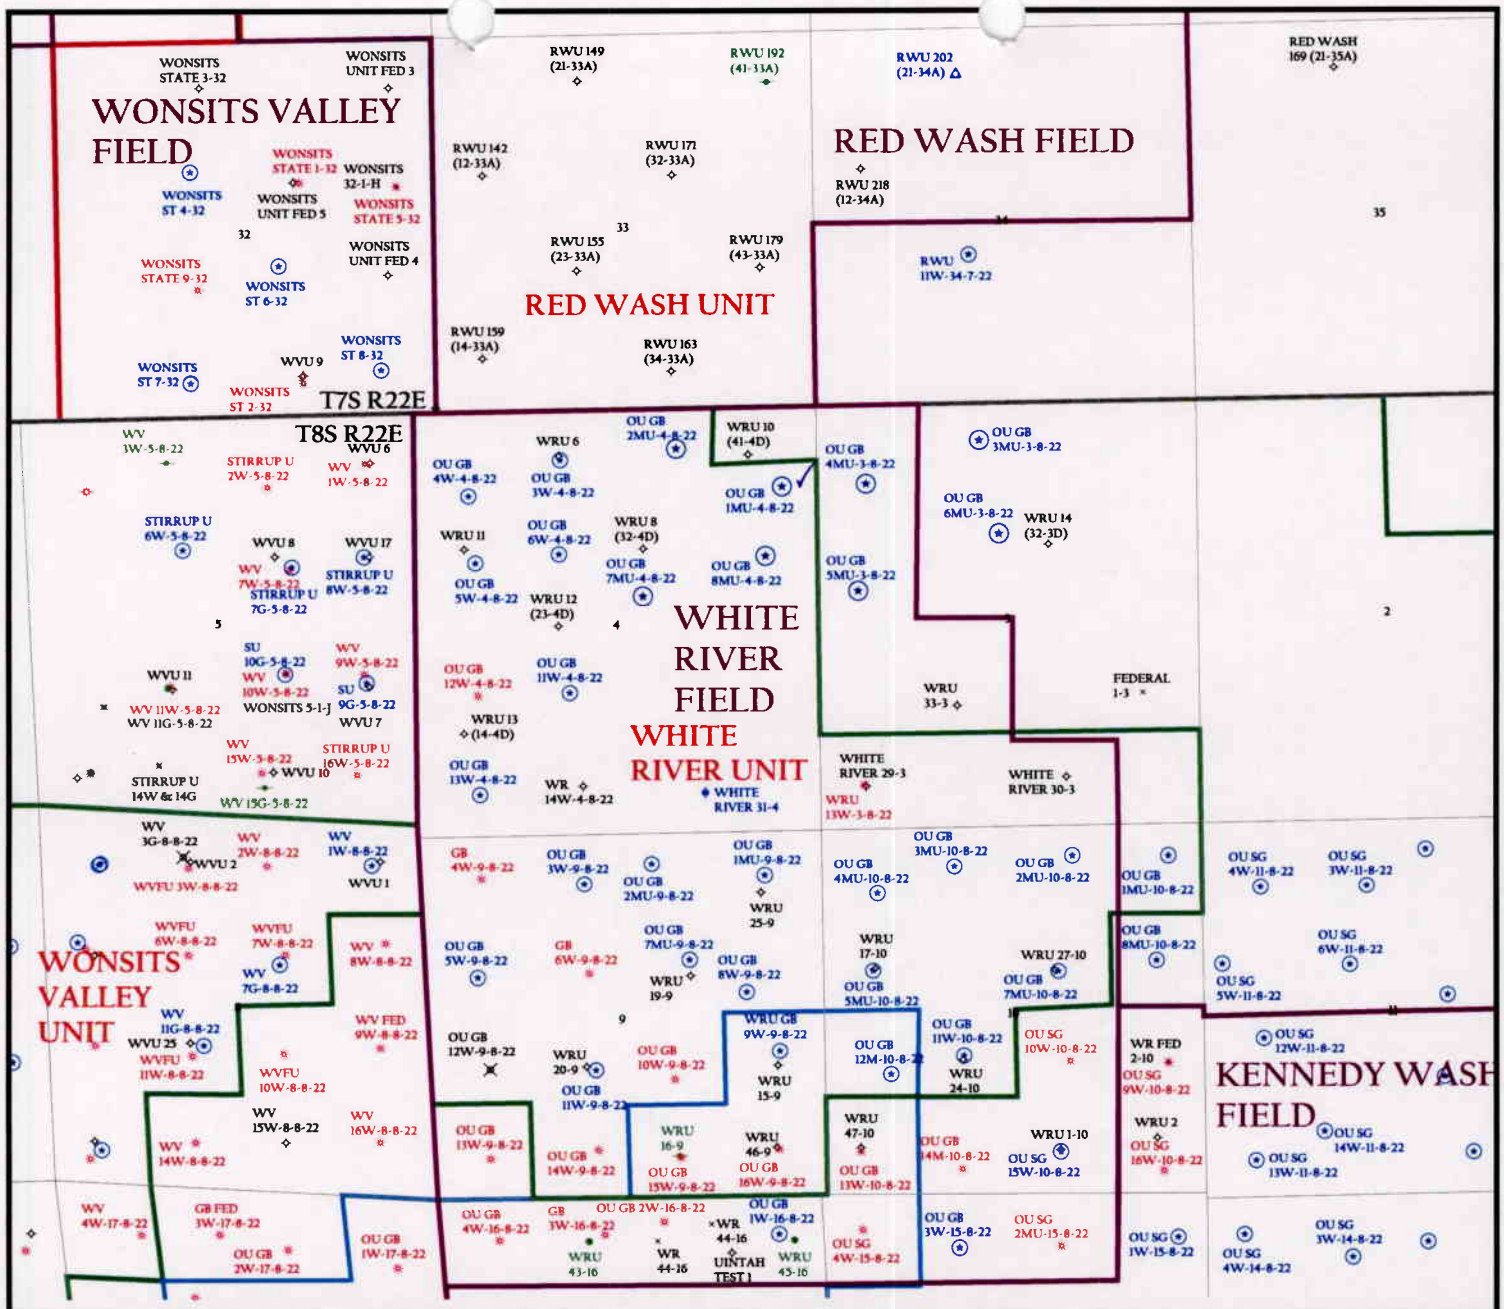 WONSITS
STATE 3-32
WONSITS
UNIT FED 3
RWU 149
(21-33A)
RWU 192
(41-33A)
RWU 202
(21-34A)
RED WASH
169 (21-35A)
WONSITS VALLEY
FIELD
RED WASH FIELD
WONSITS
STATE 1-32
WONSITS
32-1-H
RWU 142
(12-33A)
RWU 171
(32-33A)
WONSITS
ST 4-32
WONSITS
UNIT FED 5
WONSITS
STATE 5-32
RWU 218
(12-34A)
32
33
34
35
WONSITS
UNIT FED 4
RWU 155
(23-33A)
RWU 179
(43-33A)
RWU
11W-34-7-22
WONSITS
STATE 9-32
WONSITS
ST 6-32
RED WASH UNIT
WONSITS
ST 8-32
RWU 159
(14-33A)
RWU 163
(34-33A)
WONSITS
ST 7-32
WVU 9
WONSITS
ST 2-32
T7S R22E
T8S R22E
WV
3W-5-8-22
STIRRUP U
2W-5-8-22
WVU 6
WV
1W-5-8-22
OU GB
4W-4-8-22
WRU 6
OU GB
3W-4-8-22
OU GB
2MU-4-8-22
WRU 10
(41-4D)
OU GB
1MU-4-8-22
OU GB
4MU-3-8-22
OU GB
3MU-3-8-22
OU GB
6MU-3-8-22
WRU 14
(32-3D)
STIRRUP U
6W-5-8-22
WVU 8
WV
7W-5-8-22
STIRRUP U
7G-5-8-22
WVU 17
STIRRUP U
8W-5-8-22
WRU 11
OU GB
5W-4-8-22
OU GB
6W-4-8-22
WRU 8
(32-4D)
OU GB
7MU-4-8-22
OU GB
8MU-4-8-22
OU GB
5MU-3-8-22
WRU 12
(23-4D)
5
4
3
2
WHITE
RIVER
FIELD
SU
10G-5-8-22
WV
10W-5-8-22
WONSITS 5-1-J
WV
9W-5-8-22
SU
9G-5-8-22
WVU 7
WVU 11
WV 11W-5-8-22
WV 11G-5-8-22
OU GB
12W-4-8-22
OU GB
11W-4-8-22
WRU
33-3
FEDERAL
1-3
WRU 13
(14-4D)
WHITE
RIVER UNIT
WV
15W-5-8-22
WVU 10
STIRRUP U
16W-5-8-22
STIRRUP U
14W & 14G
WV 15G-5-8-22
OU GB
13W-4-8-22
WR
14W-4-8-22
WHITE
RIVER 31-4
WHITE
RIVER 29-3
WRU
13W-3-8-22
WHITE
RIVER 30-3
WV
3G-8-8-22
WVU 2
WVFU 3W-8-8-22
WV
2W-8-8-22
WV
1W-8-8-22
WVU 1
GB
4W-9-8-22
OU GB
3W-9-8-22
OU GB
2MU-9-8-22
OU GB
1MU-9-8-22
WRU
25-9
OU GB
4MU-10-8-22
OU GB
3MU-10-8-22
OU GB
2MU-10-8-22
OU GB
1MU-10-8-22
OU SG
4W-11-8-22
OU SG
3W-11-8-22
WVFU
6W-8-8-22
WVFU
7W-8-8-22
WV
7G-8-8-22
WV
8W-8-8-22
OU GB
5W-9-8-22
GB
6W-9-8-22
OU GB
7MU-9-8-22
WRU
19-9
OU GB
8W-9-8-22
WRU
17-10
OU GB
5MU-10-8-22
WRU 27-10
OU GB
7MU-10-8-22
OU GB
8MU-10-8-22
OU SG
6W-11-8-22
OU SG
5W-11-8-22
WONSITS
VALLEY
UNIT
9
10
11
WV
11G-8-8-22
WVU 25
WVFU
11W-8-8-22
WV FED
9W-8-8-22
WVFU
10W-8-8-22
OU GB
12W-9-8-22
WRU
20-9
OU GB
11W-9-8-22
OU GB
10W-9-8-22
WRU GB
9W-9-8-22
WRU
15-9
OU GB
12M-10-8-22
OU GB
11W-10-8-22
WRU
24-10
OU SG
10W-10-8-22
WR FED
2-10
OU SG
9W-10-8-22
OU SG
12W-11-8-22
KENNEDY WASH
FIELD
WV
15W-8-8-22
WV
16W-8-8-22
WV
14W-8-8-22
OU GB
13W-9-8-22
OU GB
14W-9-8-22
WRU
16-9
OU GB
15W-9-8-22
WRU
46-9
OU GB
16W-9-8-22
WRU
47-10
OU GB
13W-10-8-22
OU GB
14M-10-8-22
WRU 1-10
OU SG
15W-10-8-22
WRU 2
OU SG
16W-10-8-22
OU SG
14W-11-8-22
OU SG
13W-11-8-22
WV
4W-17-8-22
GB FED
3W-17-8-22
OU GB
2W-17-8-22
OU GB
1W-17-8-22
OU GB
4W-16-8-22
GB
3W-16-8-22
WRU
43-16
OU GB 2W-16-8-22
WR
44-16
WR
44-16
UINTAH
TEST 1
OU GB
1W-16-8-22
WRU
45-16
OU SG
4W-15-8-22
OU GB
3W-15-8-22
OU SG
2MU-15-8-22
OU SG
1W-15-8-22
OU SG
4W-14-8-22
OU SG
3W-14-8-22